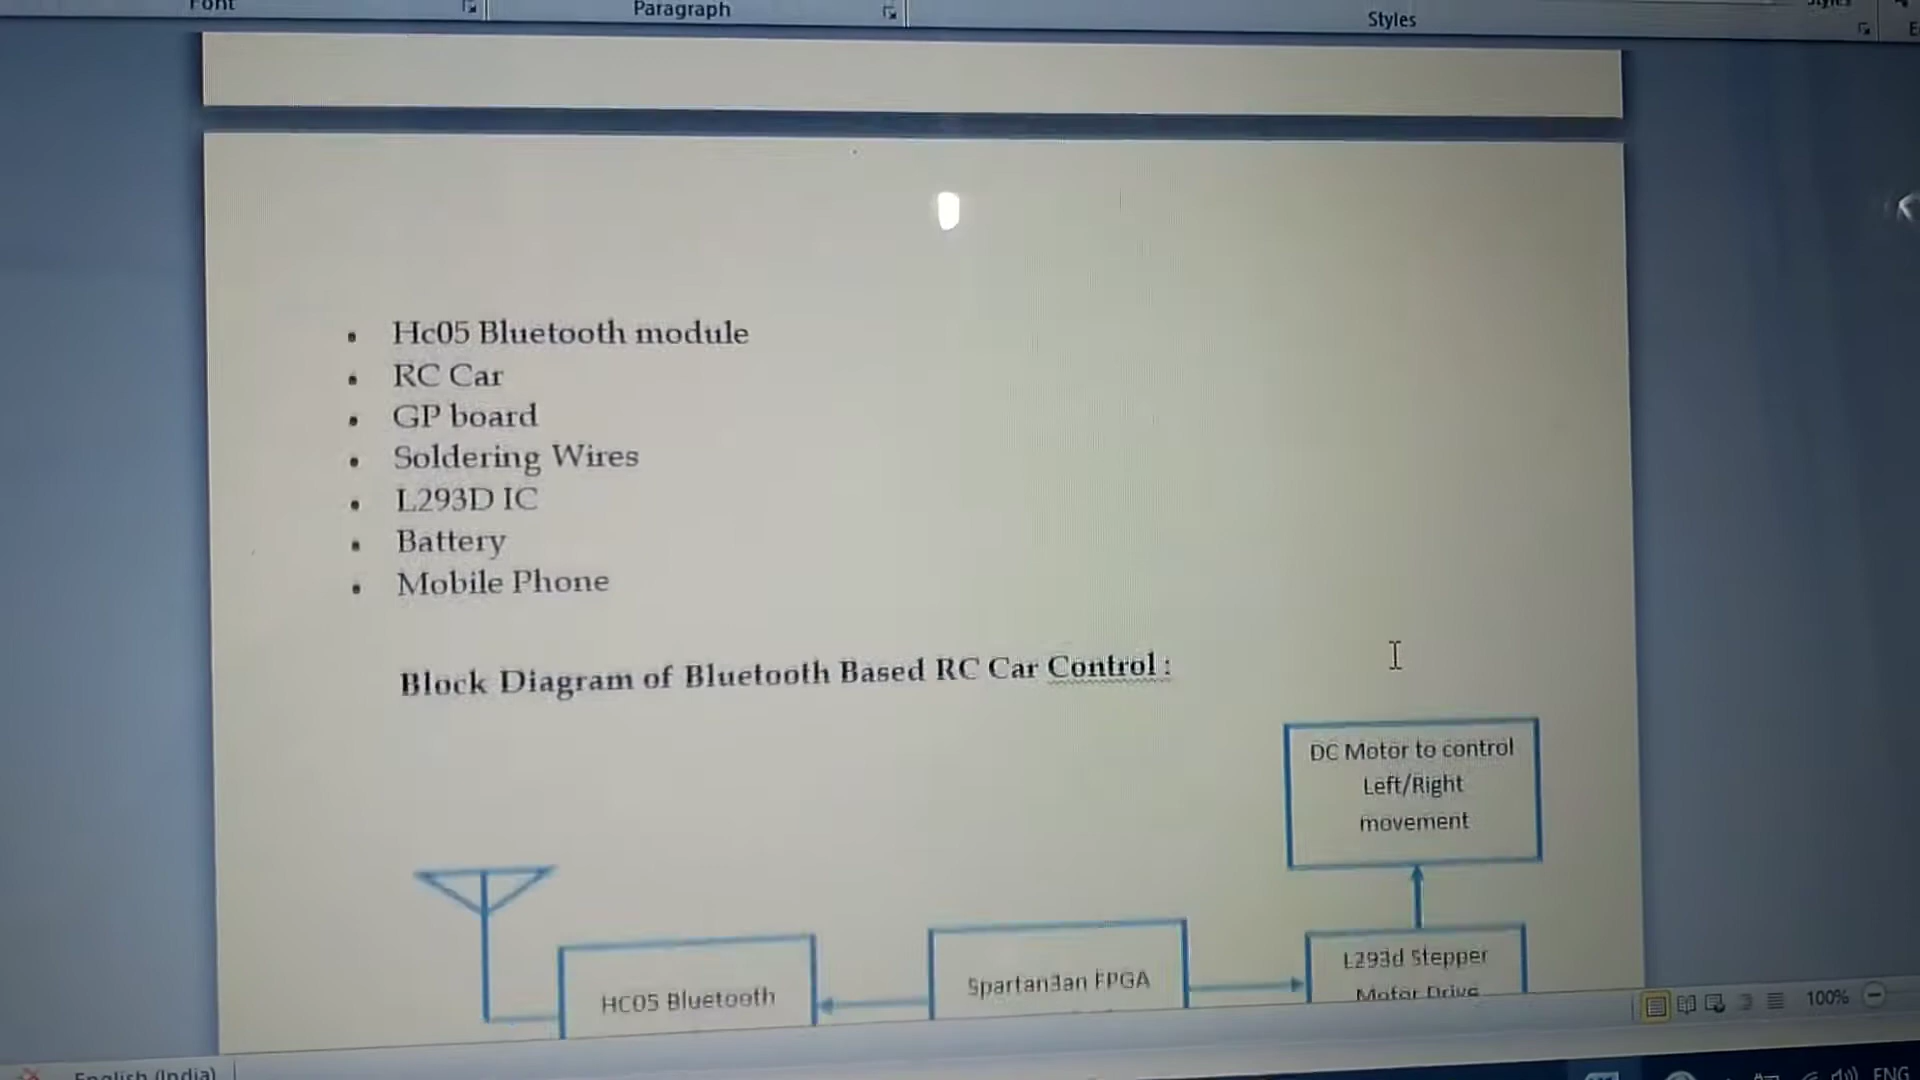 Font
Paragraph
Styles
Hc05 Bluetooth module
RC Car
GP board
Soldering Wires
L293D IC
Battery
Mobile Phone
Block Diagram of Bluetooth Based RC Car Control :
DC Motor to control
Left/Right
movement
L293d Stepper
Motor Drive
Spartan3an FPGA
HC05 Bluetooth
100%
English (India)
ENG